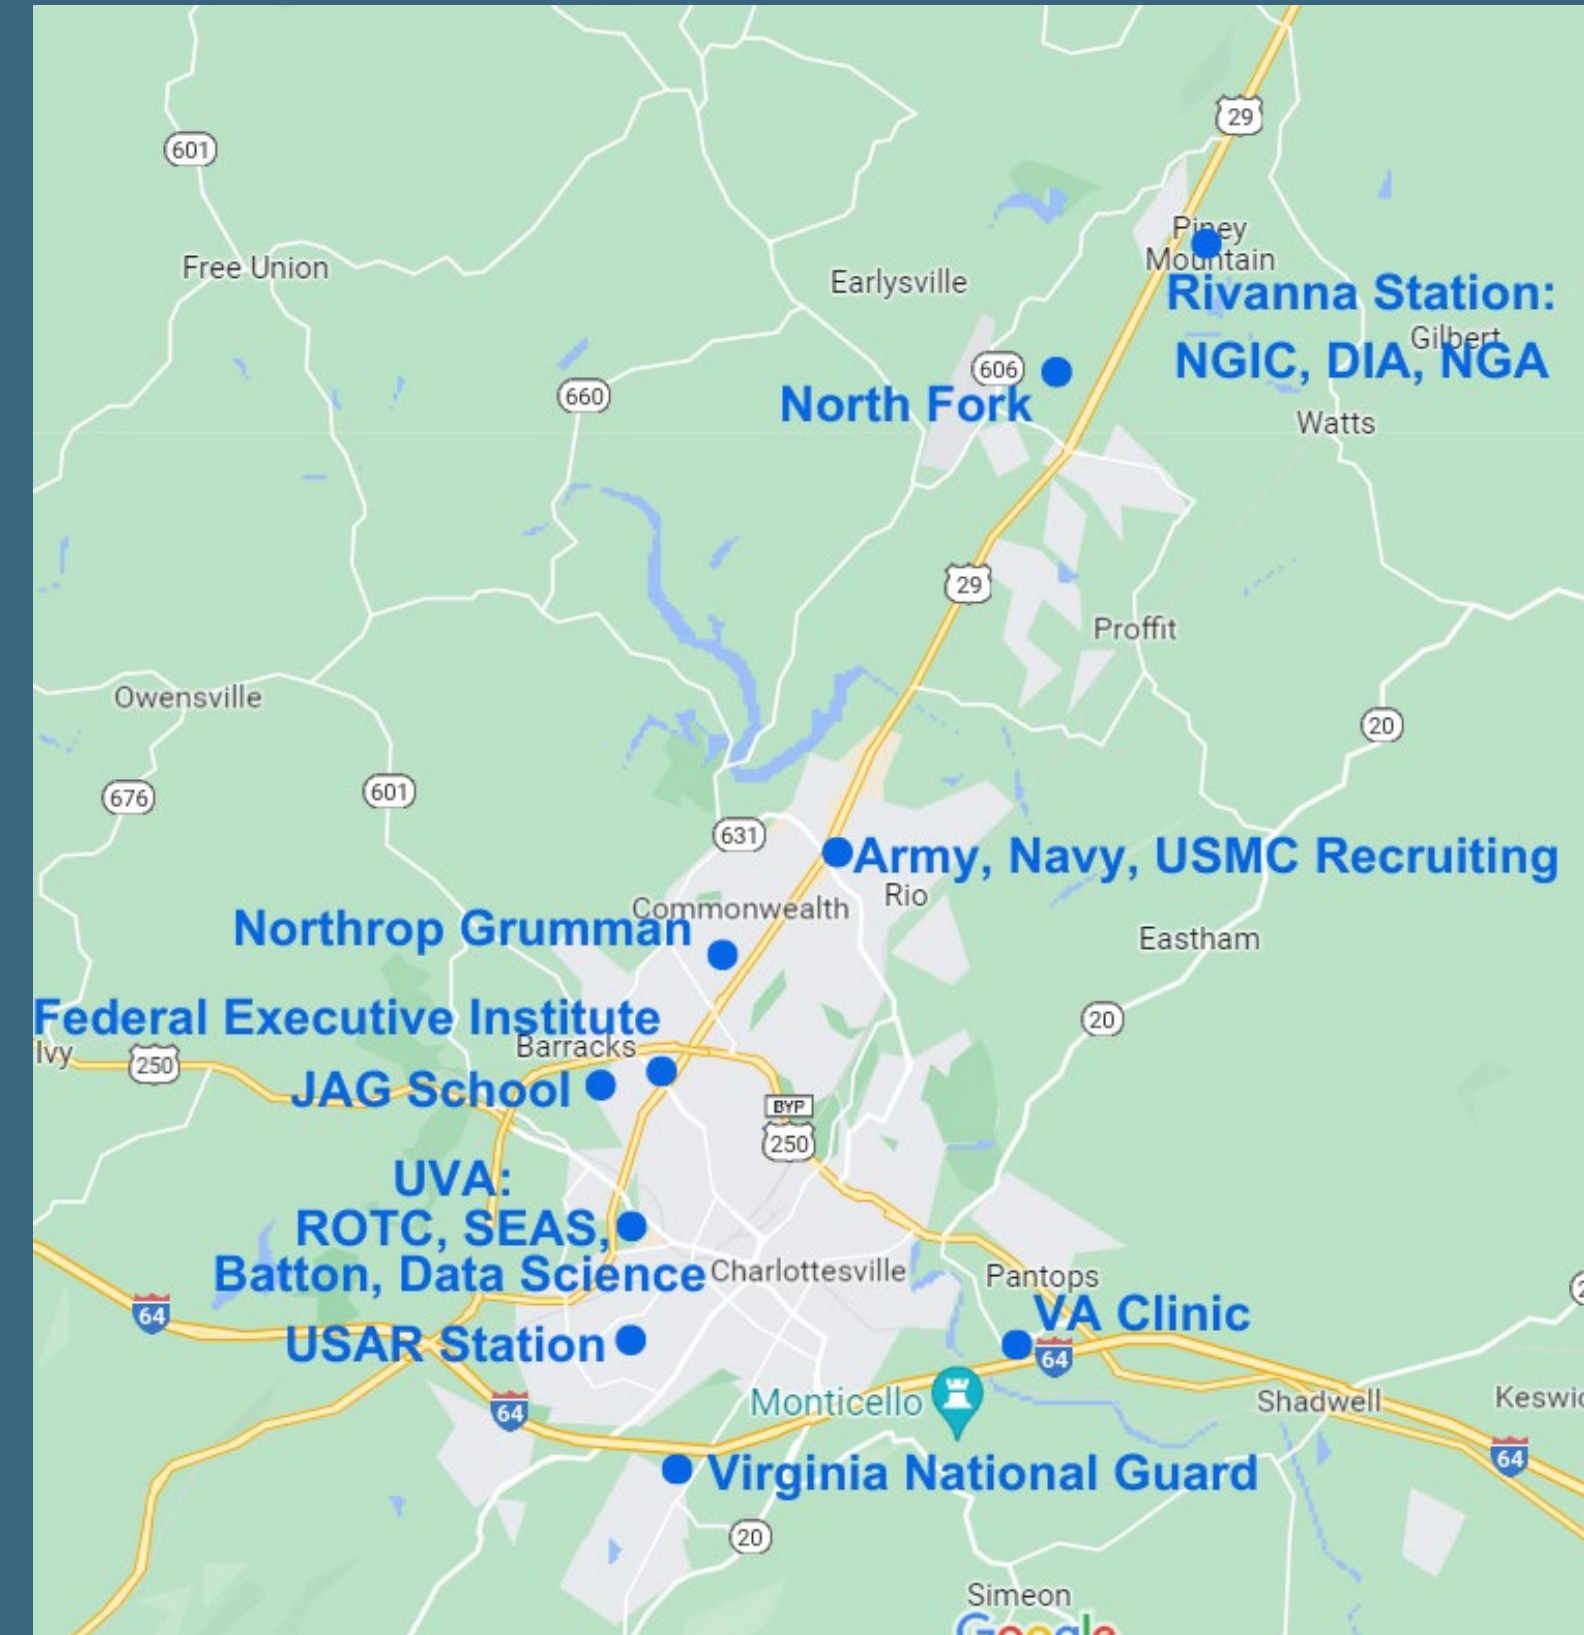 29
601
Piney
Mountain
Free Union
Earlysville
Rivanna Station:
Gilbert
NGIC, DIA, NGA
606
660
North Fork
Watts
29
Proffit
Owensville
20
676
601
631
Army, Navy, USMC Recruiting
Rio
Commonwealth
Northrop Grumman
Eastham
Federal Executive Institute
20
Ivy
Barracks
250
JAG School
BYP
250
UVA:
ROTC, SEAS,
Batton, Data Science
Charlottesville
Pantops
VA Clinic
64
USAR Station
64
Monticello
64
Shadwell
64
Virginia National Guard
20
Simeon
Google